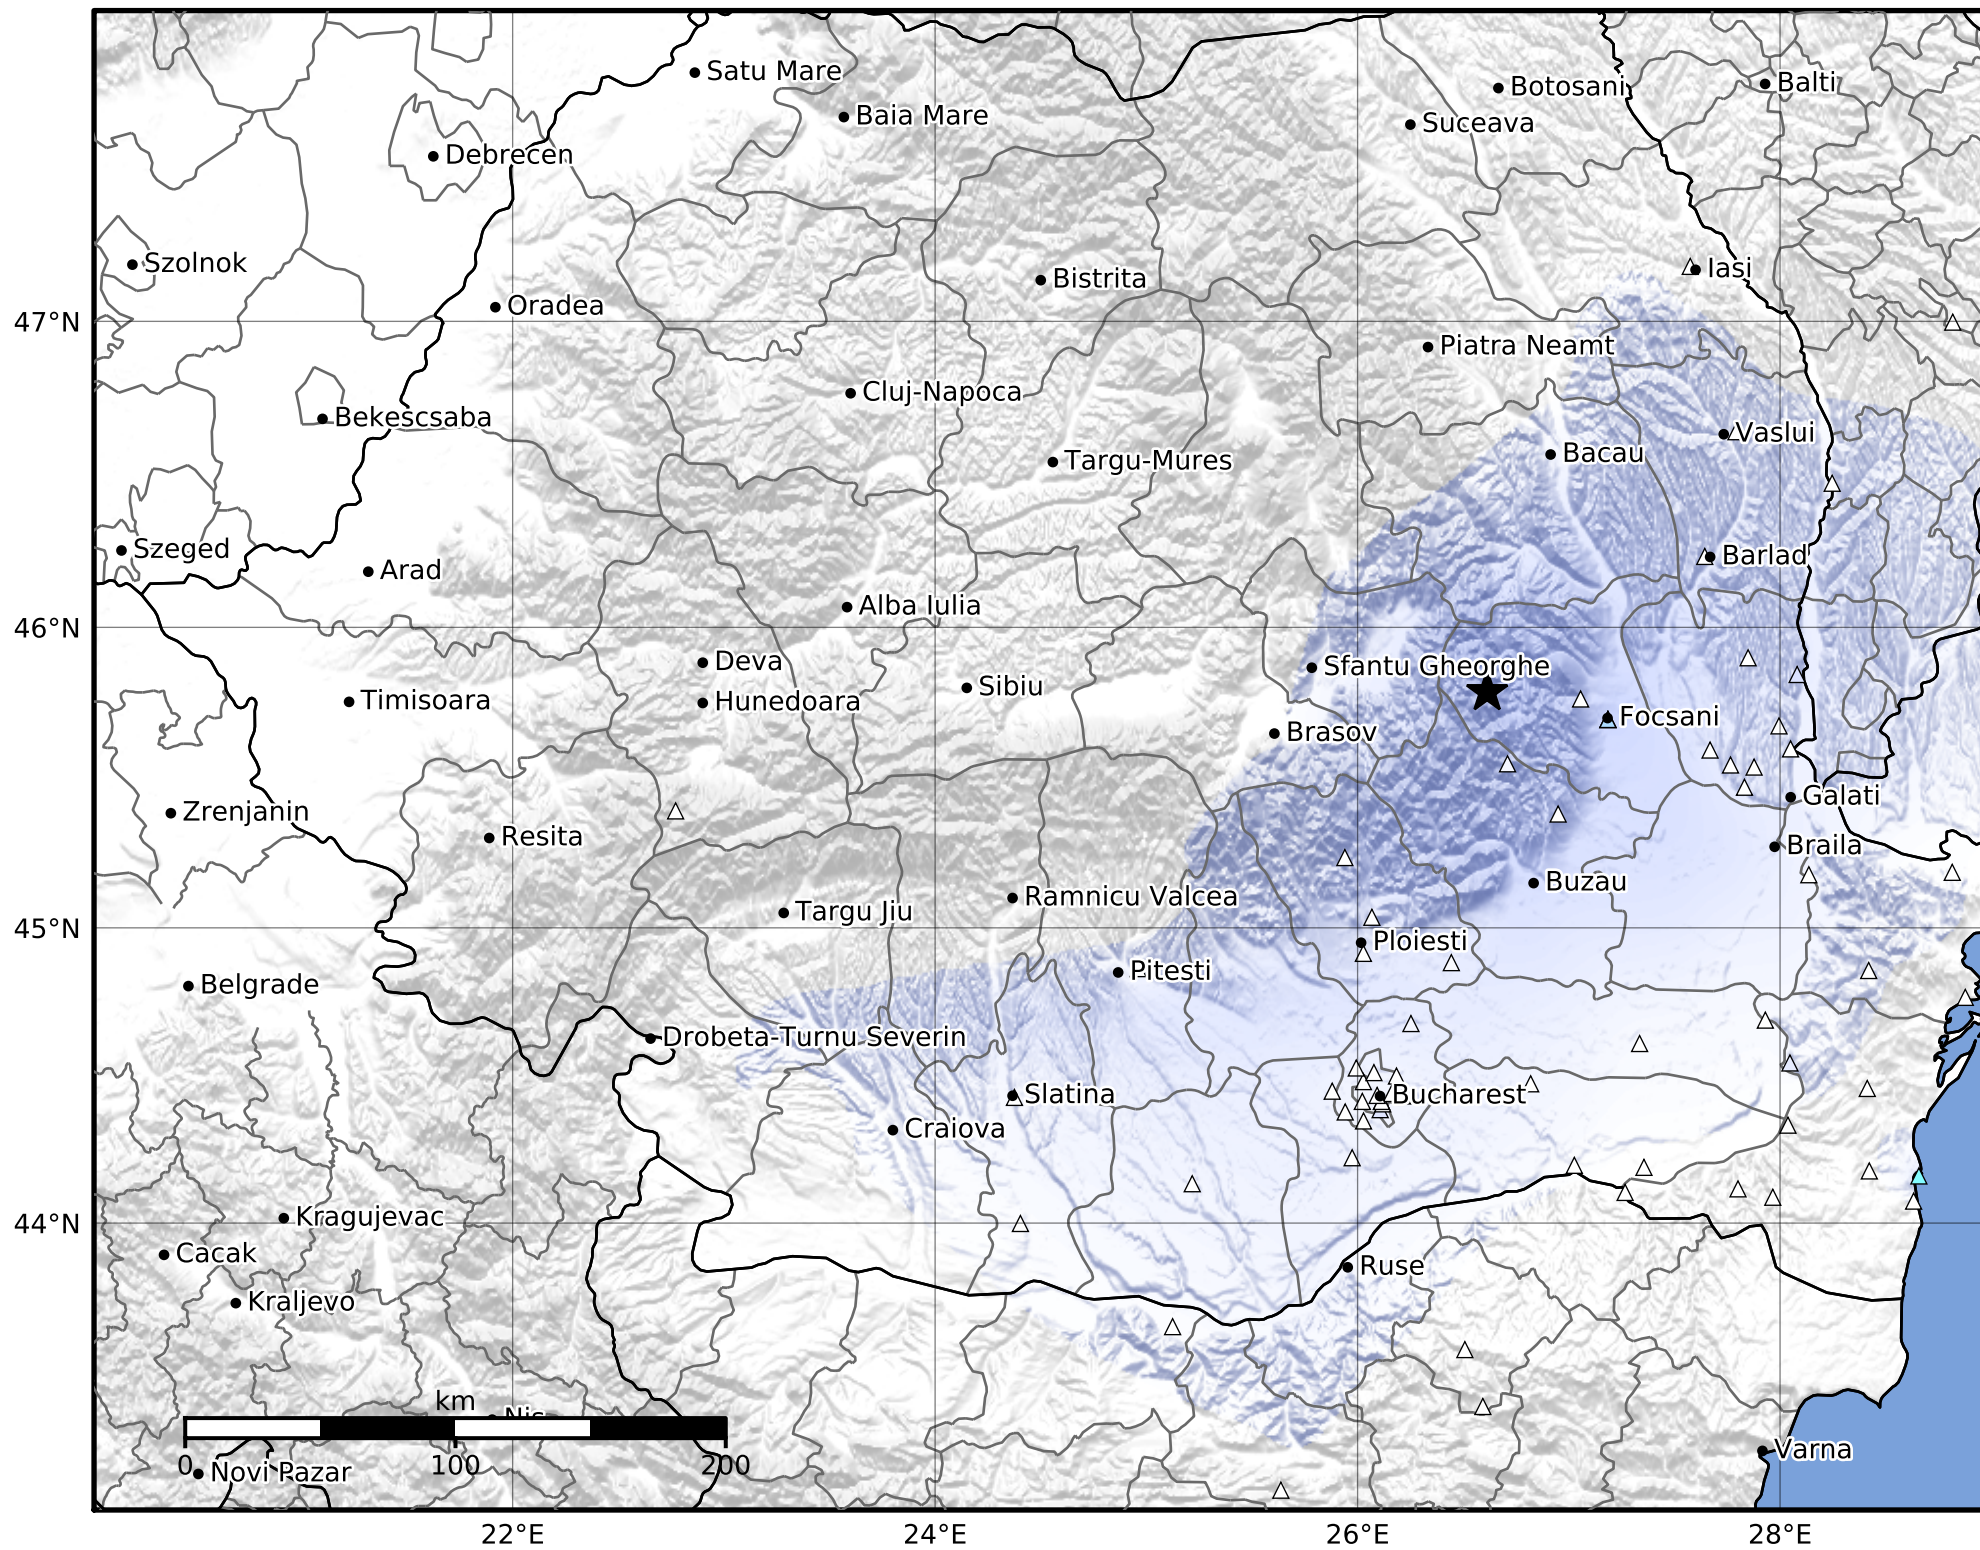 Satu Mare
Botosani
Balti
Baia Mare
Suceava
Debrecen
Szolnok
Iasi
Bistrita
Oradea
47°N
Piatra Neamt
Cluj-Napoca
Bekescsaba
Vaslui
Bacau
Targu-Mures
Szeged
Barlad
Arad
Alba Iulia
46°N
Deva
Sfantu Gheorghe
Sibiu
Timisoara
Hunedoara
Focsani
Brasov
Galati
Zrenjanin
Resita
Braila
Buzau
Ramnicu Valcea
Targu Jiu
45°N
Ploiesti
Pitesti
Belgrade
Drobeta-Turnu Severin
Slatina
Bucharest
Craiova
Kragujevac
44°N
Cacak
Ruse
Kraljevo
km
Nis
Varna
0 100 200
Novi Pazar
22°E 24°E 26°E 28°E